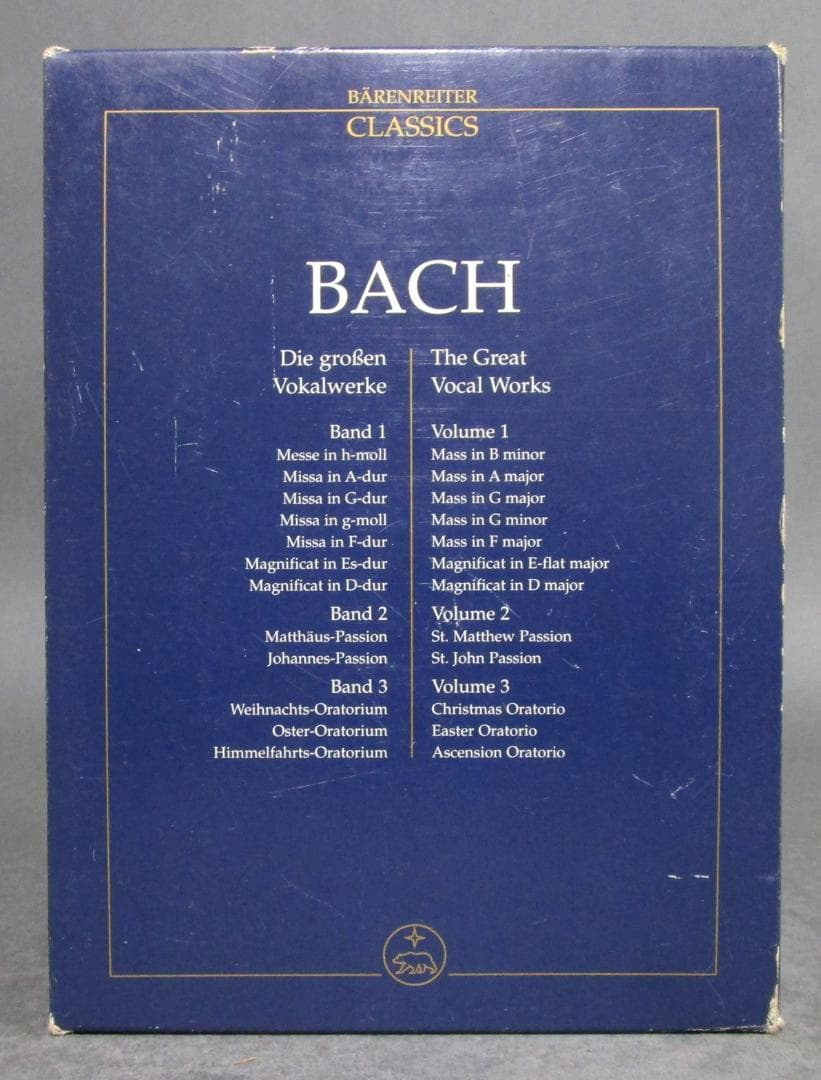 BÄRENREITER
CLASSICS
BACH
Die großen
Vokalwerke
Band 1
Messe in h-moll
Missa in A-dur
Missa in G-dur
Missa in g-moll
Missa in F-dur
Magnificat in Es-dur
Magnificat in D-dur
Band 2
Matthäus-Passion
Johannes-Passion
Band 3
Weihnachts-Oratorium
Oster-Oratorium
Himmelfahrts-Oratorium
The Great
Vocal Works
Volume 1
Mass in B minor
Mass in A major
Mass in G major
Mass in G minor
Mass in F major
Magnificat in E-flat major
Magnificat in D major
Volume 2
St. Matthew Passion
St. John Passion
Volume 3
Christmas Oratorio
Easter Oratorio
Ascension Oratorio